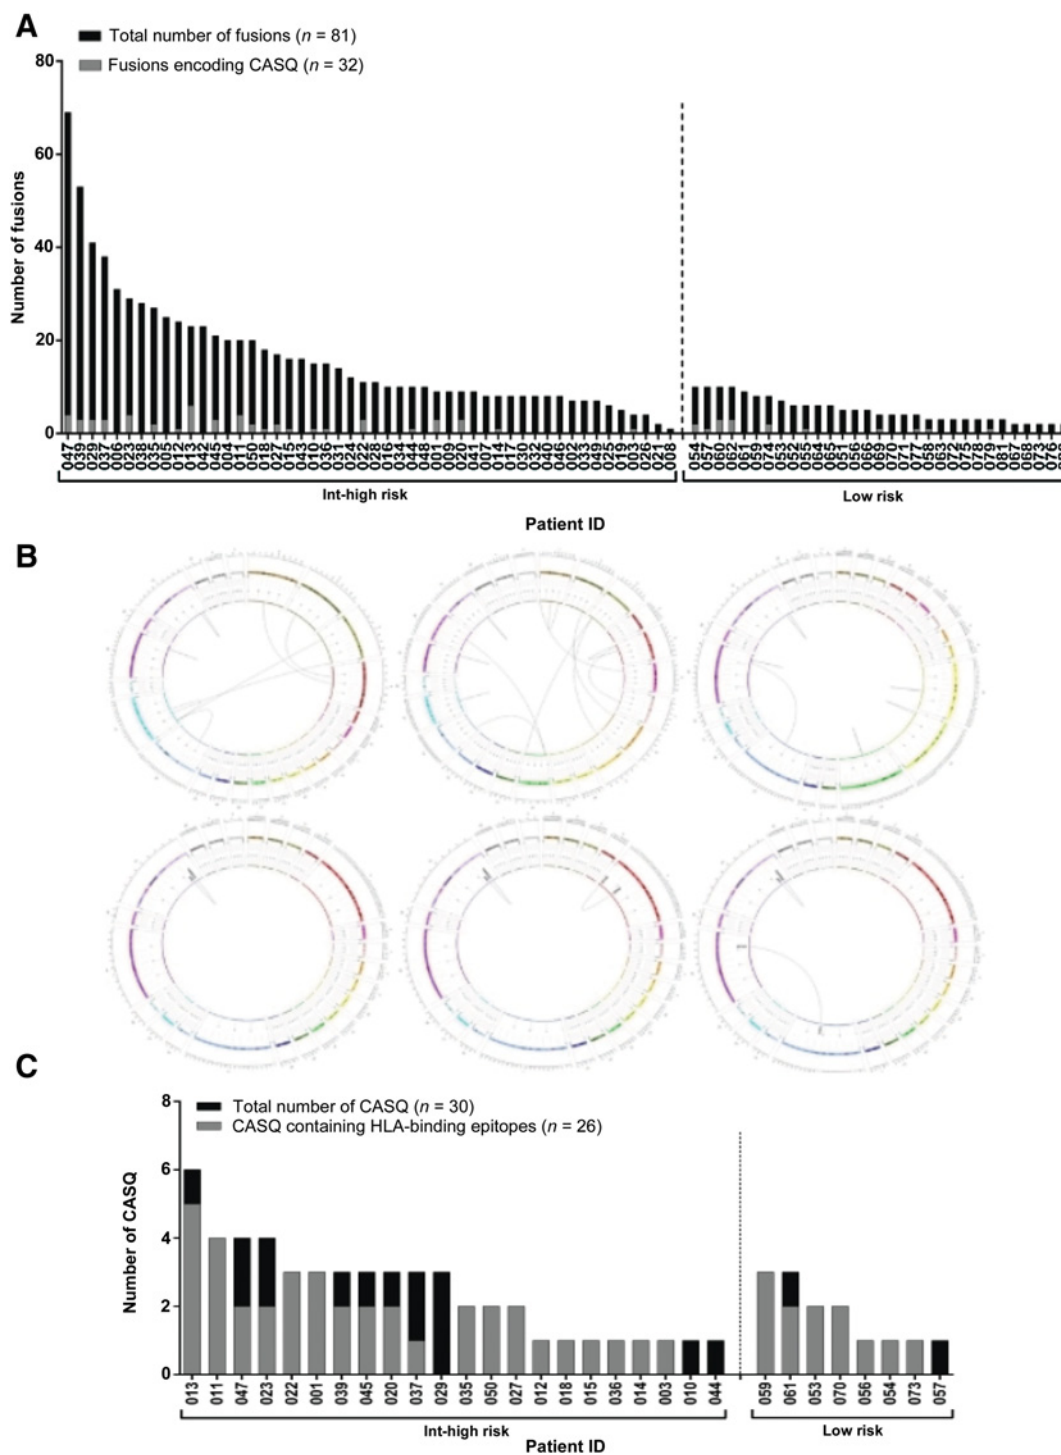 A
Total number of fusions (n = 81)
Fusions encoding CASQ (n = 32)
80
60
40
20
0
Number of fusions
047 039 029 037 006 023 038 035 005 012 013 042 045 004 011 050 018 027 015 043 010 036 031 024 022 028 016 034 044 048 001 009 020 041 007 014 017 030 032 040 046 002 033 049 025 019 003 026 021 008 054 057 060 062 061 059 074 053 052 055 064 065 051 056 066 069 070 071 077 058 063 072 075 078 079 081 067 068 073 076
Int-high risk Low risk
Patient ID
B
C
Total number of CASQ (n = 30)
CASQ containing HLA-binding epitopes (n = 26)
8
6
4
2
0
Number of CASQ
013 011 047 023 022 001 039 045 020 037 029 035 050 027 012 018 015 036 014 003 010 044 059 061 053 070 056 054 073 057
Int-high risk Low risk
Patient ID